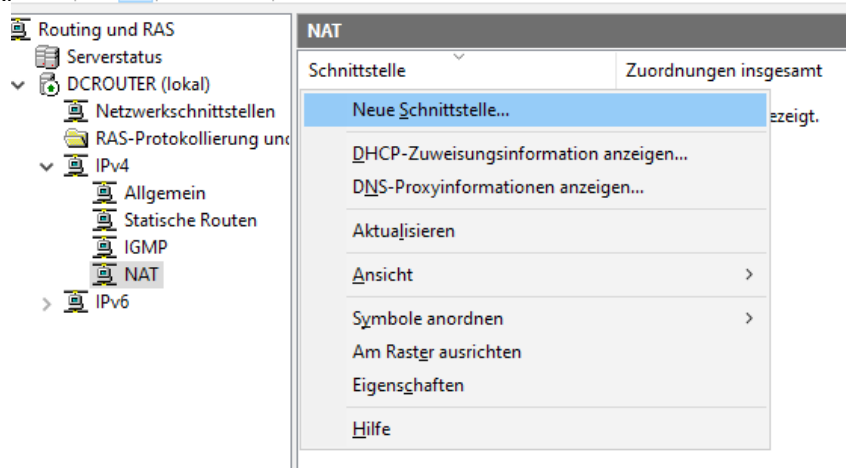 Routing und RAS
Serverstatus
DCROUTER (lokal)
Netzwerkschnittstellen
RAS-Protokollierung und
IPv4
Allgemein
Statische Routen
IGMP
NAT
IPv6
NAT
Schnittstelle Zuordnungen insgesamt
ezeigt.
Neue Schnittstelle...
DHCP-Zuweisungsinformation anzeigen...
DNS-Proxyinformationen anzeigen...
Aktualisieren
Ansicht
Symbole anordnen
Am Raster ausrichten
Eigenschaften
Hilfe